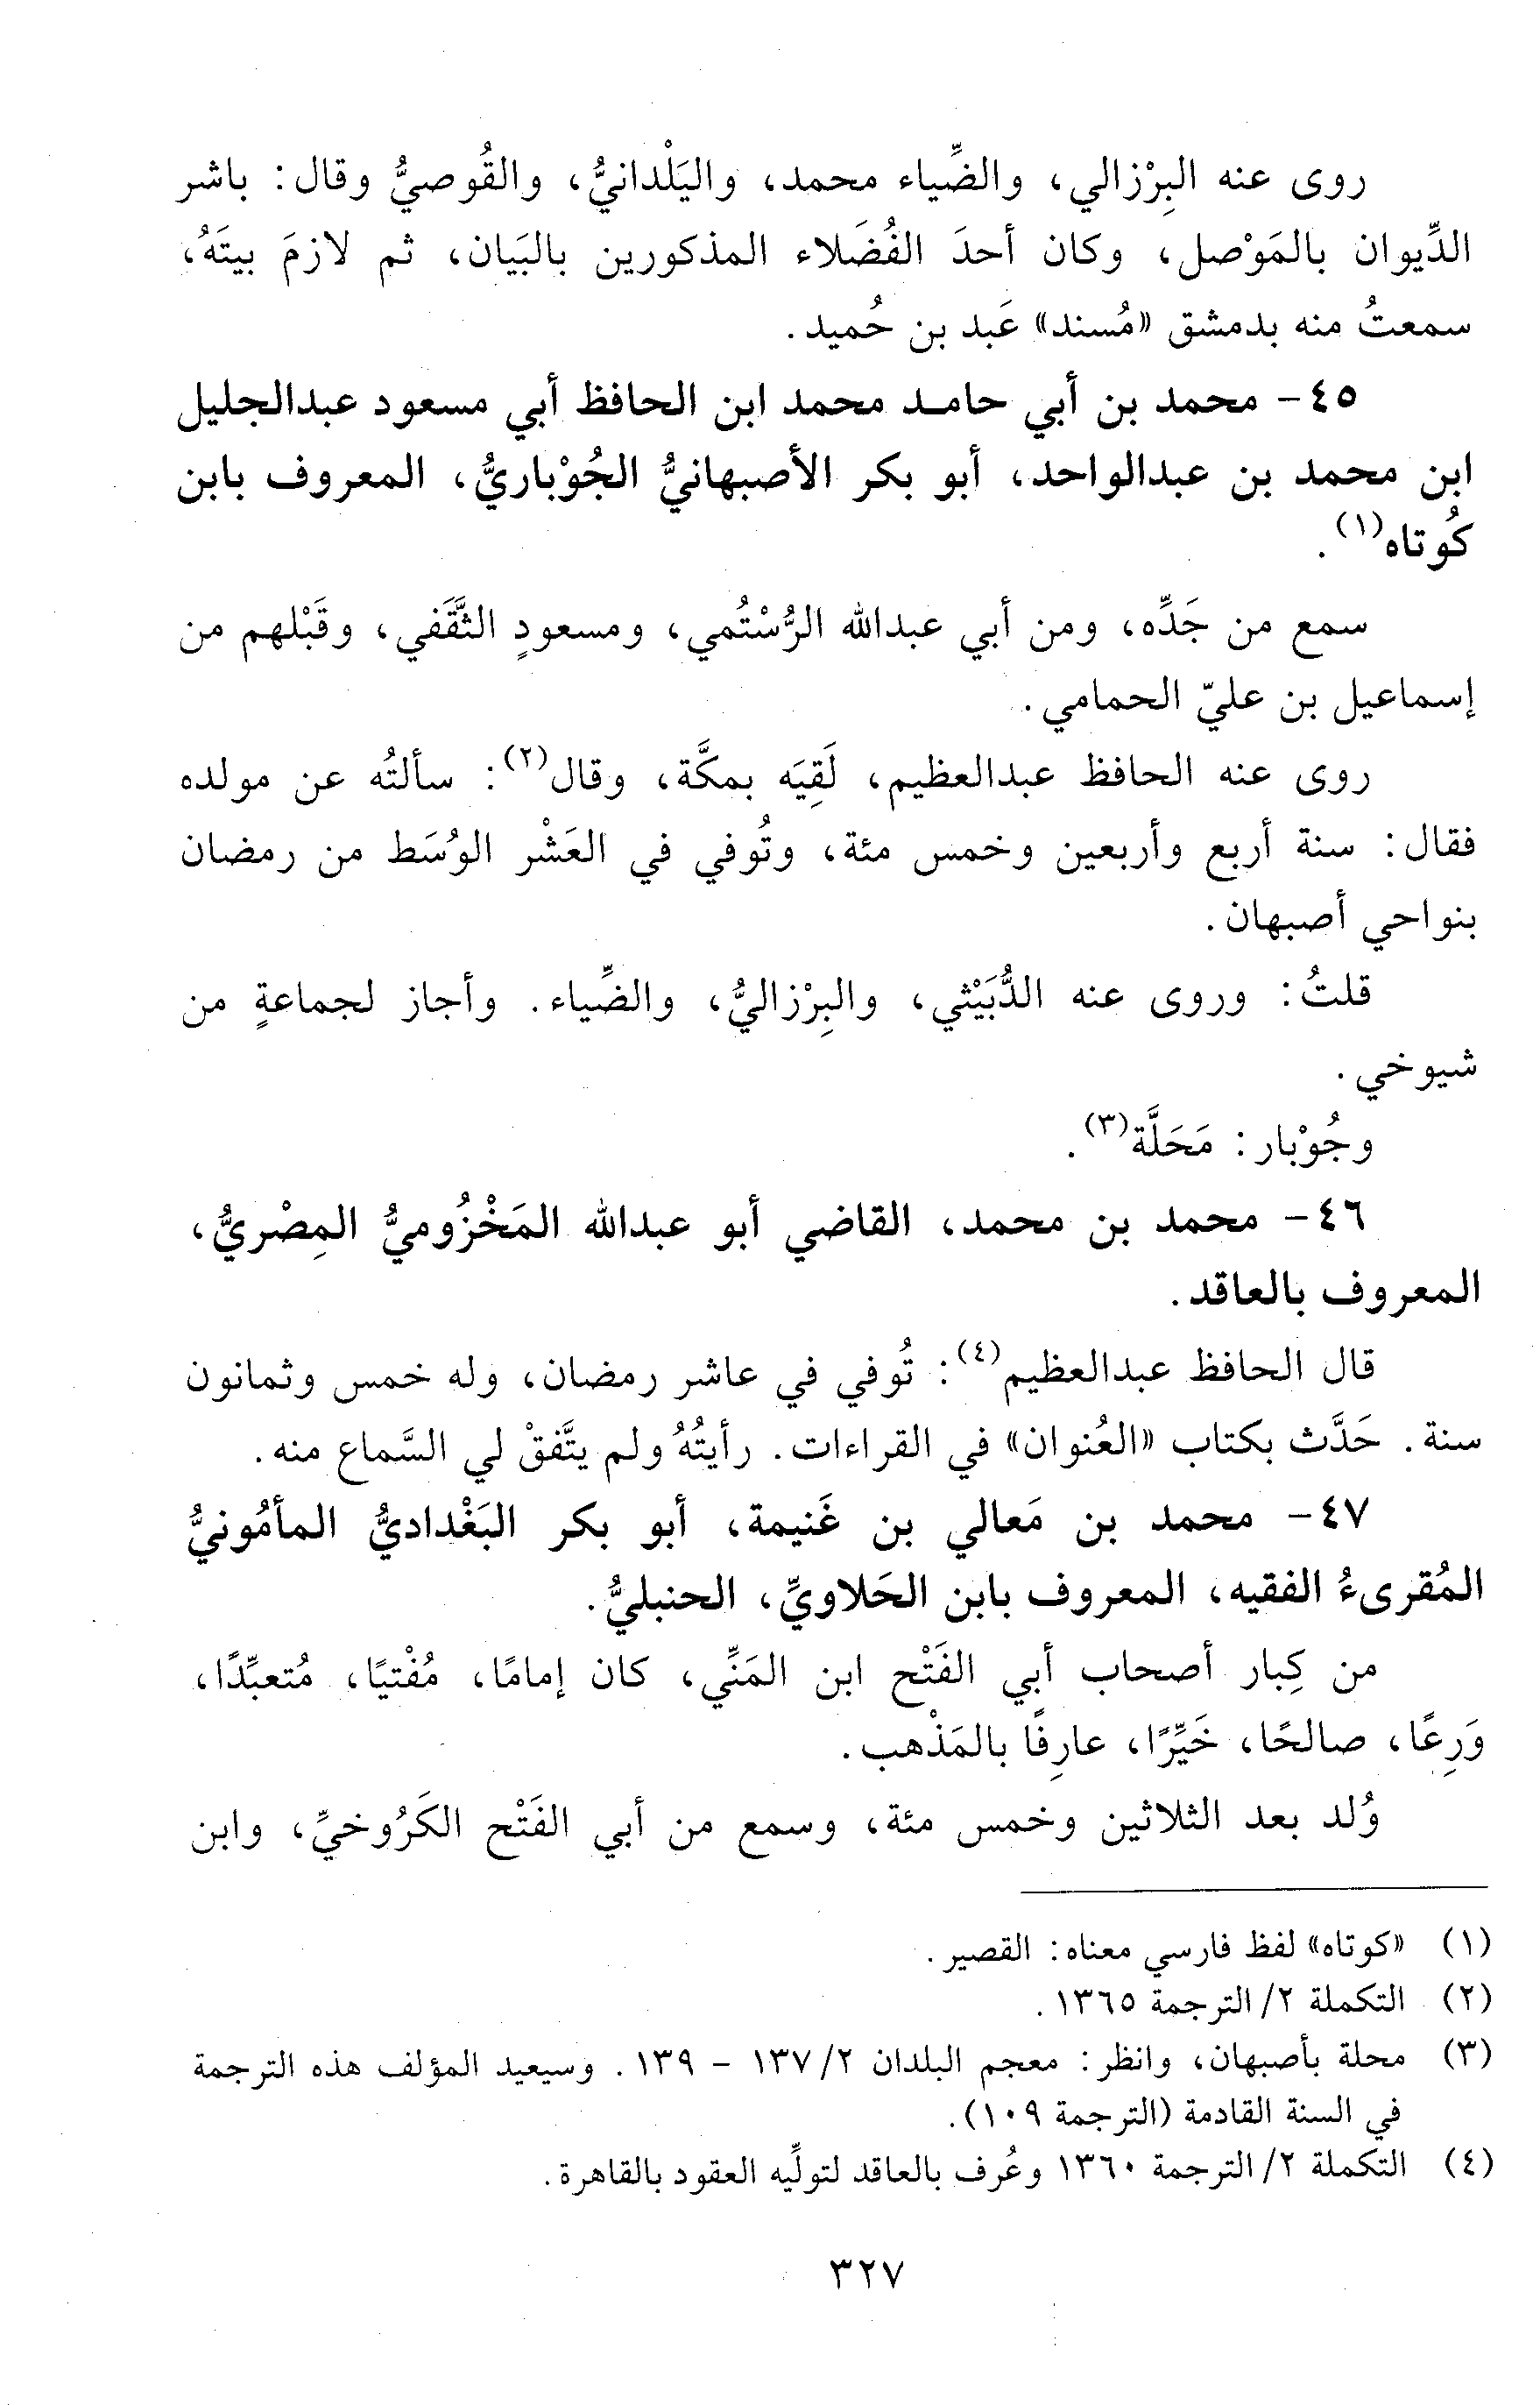 روى عنه البِرْزالي، والضِّياء محمد، واليَلْدانيُّ، والقُوصيُّ وقال: باشر
الدِّيوان بالمَوْصل، وكان أحدَ الفُضَلاء المذكورين بالبَيان، ثم لازمَ بيتَهُ،
سمعتُ منه بدمشق «مُسند» عَبد بن حُميد.
٤٥- محمد بن أبي حامد محمد ابن الحافظ أبي مسعود عبدالجليل
ابن محمد بن عبدالواحد، أبو بكر الأصبهانيُّ الجُوْباريُّ، المعروف بابن
كُوتاه(١).
سمع من جَدِّه، ومن أبي عبدالله الرُّسْتُمي، ومسعودٍ الثَّقَفي، وقَبْلهم من
إسماعيل بن عليّ الحمامي.
روى عنه الحافظ عبدالعظيم، لَقِيَه بمكَّة، وقال(٢): سألتُه عن مولده
فقال: سنة أربع وأربعين وخمس مئة، وتُوفي في العَشْر الوُسَط من رمضان
بنواحي أصبهان.
قلتُ: وروى عنه الدُّبَيْثي، والبِرْزاليُّ، والضِّياء. وأجاز لجماعةٍ من
شيوخي.
وجُوْبار: مَحَلَّة(٣).
٤٦- محمد بن محمد، القاضي أبو عبدالله المَخْزُوميُّ المِصْريُّ،
المعروف بالعاقد.
قال الحافظ عبدالعظيم(٤): تُوفي في عاشر رمضان، وله خمس وثمانون
سنة. حَدَّث بكتاب «العُنوان» في القراءات. رأيتُهُ ولم يتَّفقْ لي السَّماع منه.
٤٧- محمد بن مَعالي بن غَنيمة، أبو بكر البَغْداديُّ المأمُونيُّ
المُقرىءُ الفقيه، المعروف بابن الحَلاويِّ، الحنبليُّ.
من كِبار أصحاب أبي الفَتْح ابن المَنِّي، كان إمامًا، مُفْتيًا، مُتعبِّدًا،
وَرِعًا، صالحًا، خَيِّرًا، عارِفًا بالمَذْهب.
وُلد بعد الثلاثين وخمس مئة، وسمع من أبي الفَتْح الكَرُوخيِّ، وابن
(١) «كوتاه» لفظ فارسي معناه: القصير.
(٢) التكملة ٢/ الترجمة ١٣٦٥.
(٣) محلة بأصبهان، وانظر: معجم البلدان ٢/ ١٣٧ - ١٣٩. وسيعيد المؤلف هذه الترجمة
في السنة القادمة (الترجمة ١٠٩).
(٤) التكملة ٢/ الترجمة ١٣٦٠ وعُرف بالعاقد لتولِّيه العقود بالقاهرة.
٣٢٧